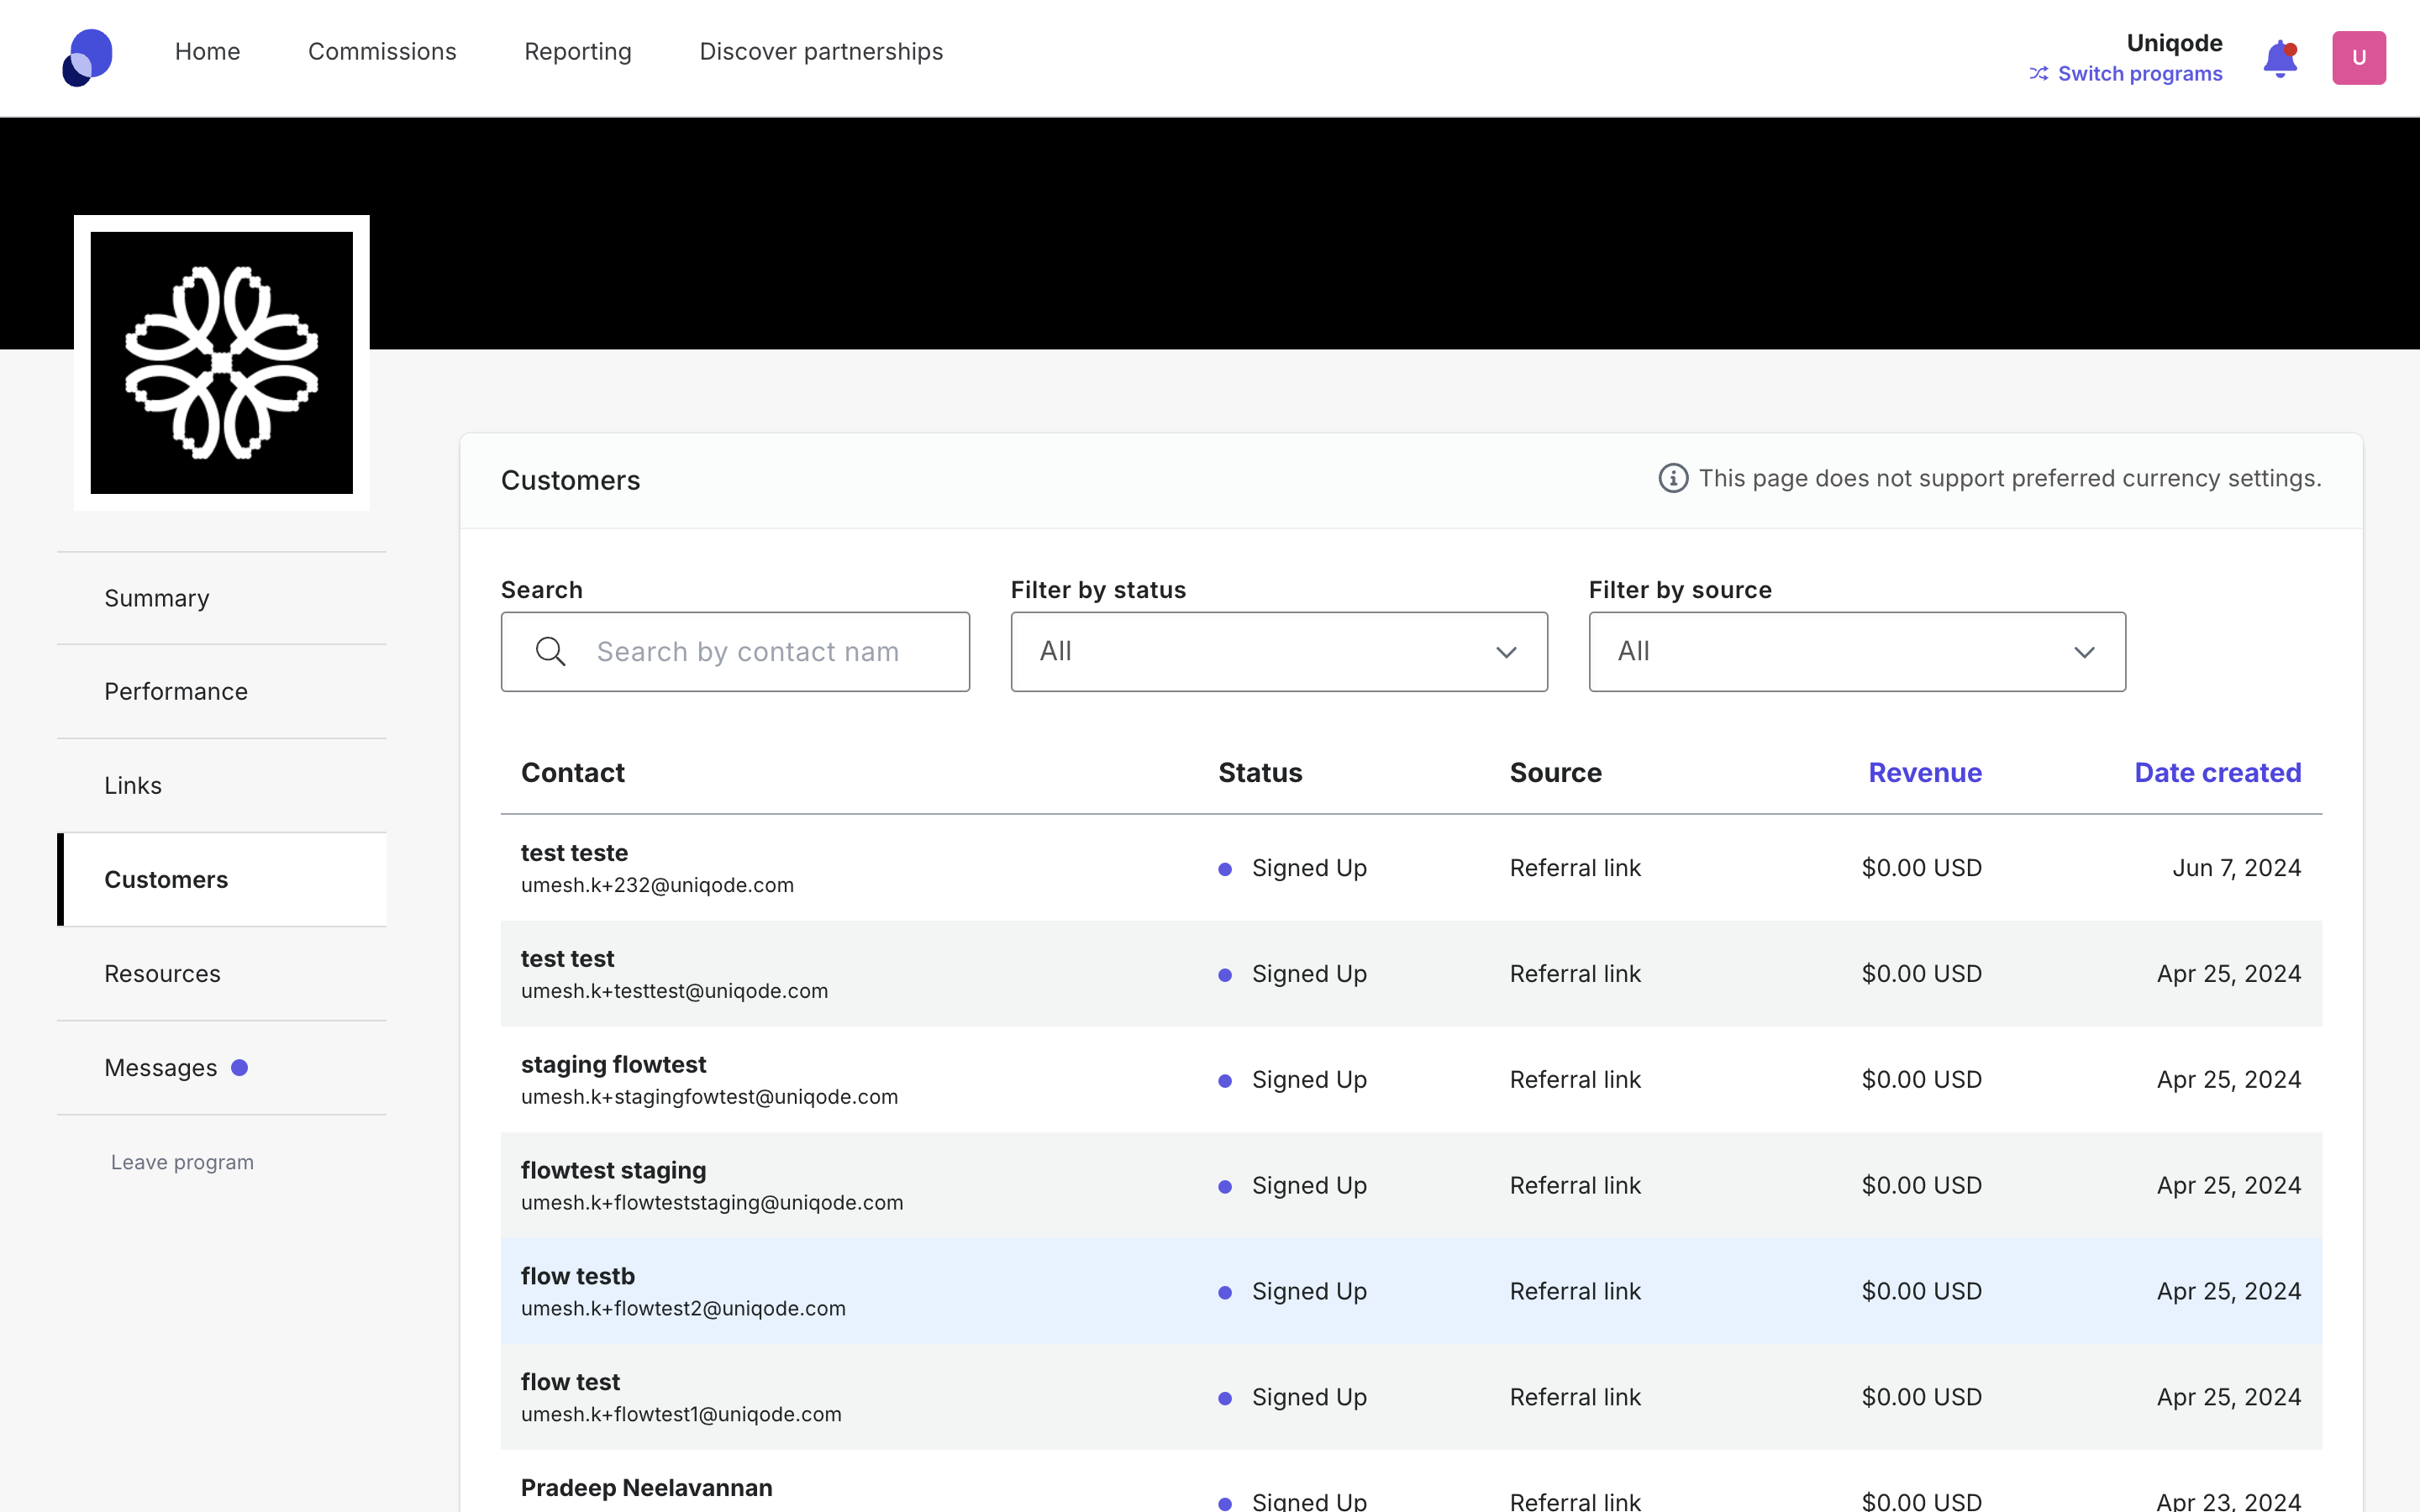 Home Commissions Reporting Discover partnerships
Uniqode
Switch programs
U
Customers
This page does not support preferred currency settings.
Summary
Performance
Links
Customers
Resources
Messages
Leave program
Search Filter by status Filter by source
Search by contact nam All All
Contact Status Source Revenue Date created
test teste
umesh.k+232@uniqode.com
Signed Up Referral link $0.00 USD Jun 7, 2024
test test
umesh.k+testtest@uniqode.com
Signed Up Referral link $0.00 USD Apr 25, 2024
staging flowtest
umesh.k+stagingfowtest@uniqode.com
Signed Up Referral link $0.00 USD Apr 25, 2024
flowtest staging
umesh.k+flowteststaging@uniqode.com
Signed Up Referral link $0.00 USD Apr 25, 2024
flow testb
umesh.k+flowtest2@uniqode.com
Signed Up Referral link $0.00 USD Apr 25, 2024
flow test
umesh.k+flowtest1@uniqode.com
Signed Up Referral link $0.00 USD Apr 25, 2024
Pradeep Neelavannan
Signed Up Referral link $0.00 USD Apr 23, 2024